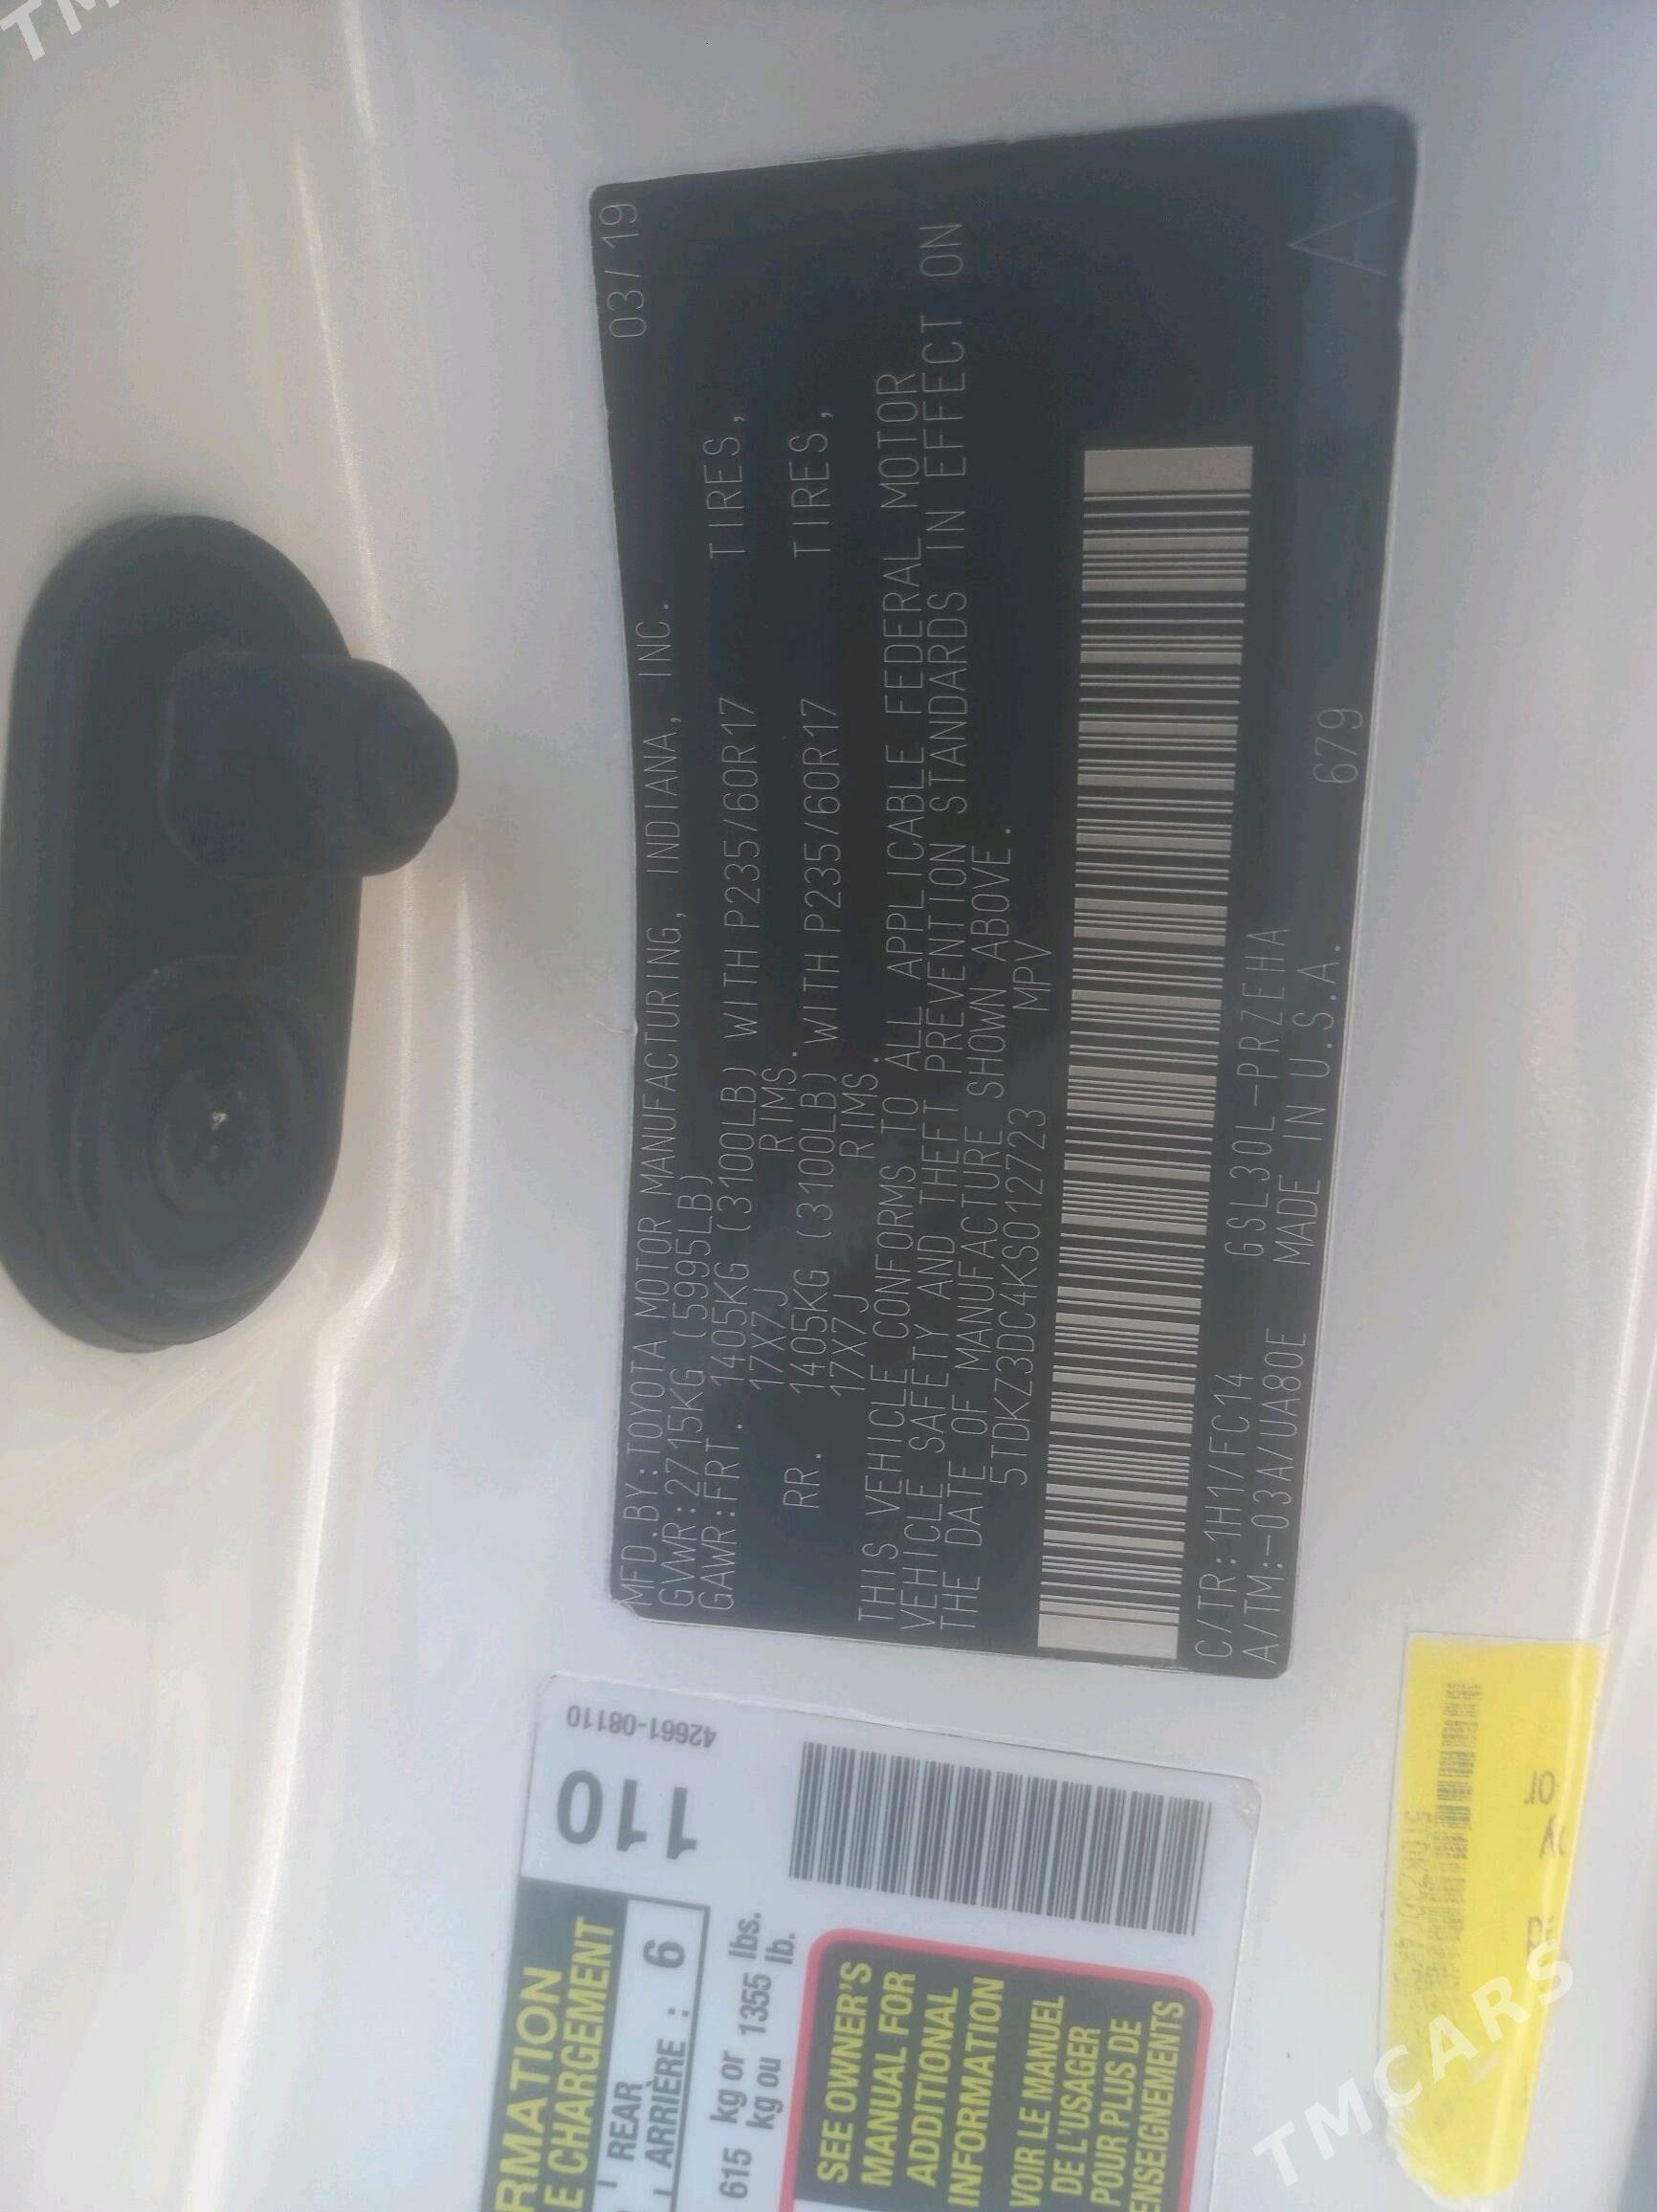 03/19
MFD.BY:TOYOTA MOTOR MANUFACTURING, INDIANA, INC.
GVWR:2715KG(5995LB)
GAWR:FRT. 1405KG (3100LB) WITH P235/60R17 TIRES,
17X7J RIMS.
RR. 1405KG (3100LB) WITH P235/60R17 TIRES,
17X7J RIMS.
THIS VEHICLE CONFORMS TO ALL APPLICABLE FEDERAL MOTOR
VEHICLE SAFETY AND THEFT PREVENTION STANDARDS IN EFFECT ON
THE DATE OF MANUFACTURE SHOWN ABOVE.
5TDKZ3DC4KS012723 MPV
C/TR:1H1/FC14 GSL30L-PRZEHA
A/TM:-03A/UA80E MADE IN U.S.A. 679
A
42661-08110
110
RMATION
E CHARGEMENT
REAR
ARRIÈRE : 6
615 kg or 1355 lbs.
kg ou lb.
SEE OWNER'S
MANUAL FOR
ADDITIONAL
INFORMATION
VOIR LE MANUEL
DE L'USAGER
POUR PLUS DE
ENSEIGNEMENTS
or
TMCARS
TM